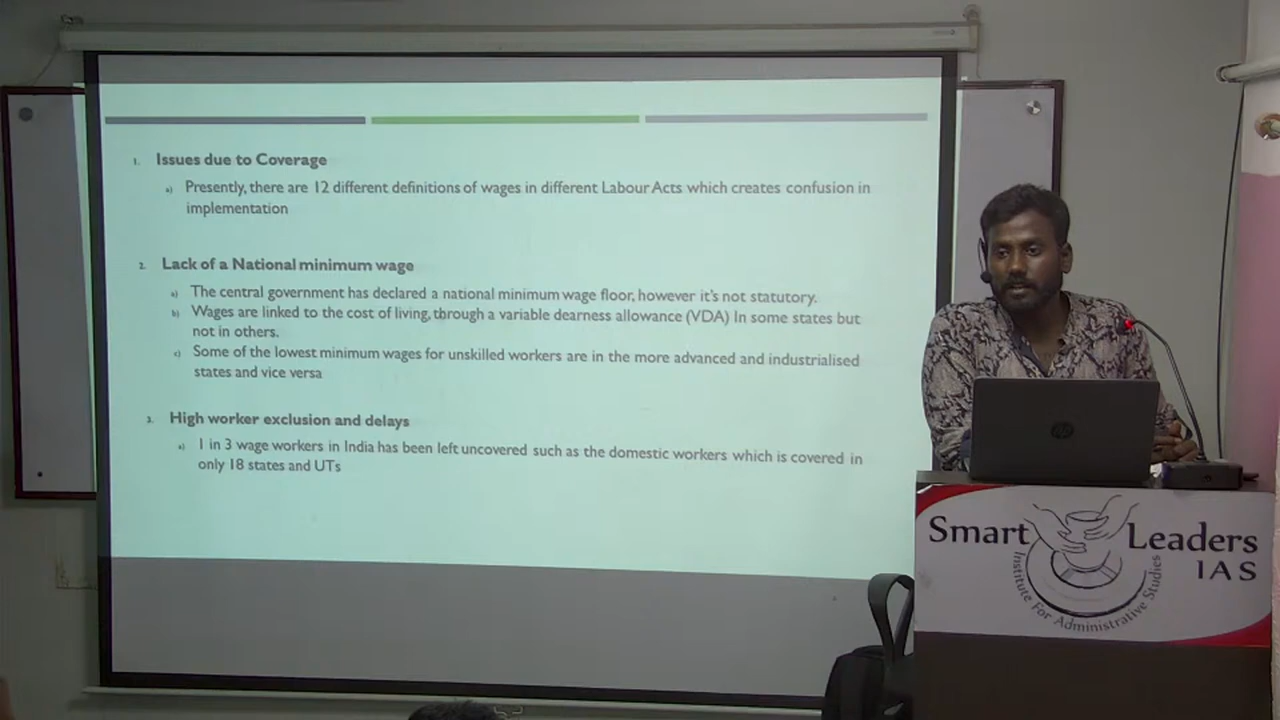 1. Issues due to Coverage
a) Presently, there are 12 different definitions of wages in different Labour Acts which creates confusion in
implementation
2. Lack of a National minimum wage
a) The central government has declared a national minimum wage floor, however it's not statutory.
b) Wages are linked to the cost of living, through a variable dearness allowance (VDA) In some states but
not in others.
c) Some of the lowest minimum wages for unskilled workers are in the more advanced and industrialised
states and vice versa
3. High worker exclusion and delays
a) 1 in 3 wage workers in India has been left uncovered such as the domestic workers which is covered in
only 18 states and UTs
Smart Leaders
IAS
Institute For Administrative Studies
hp